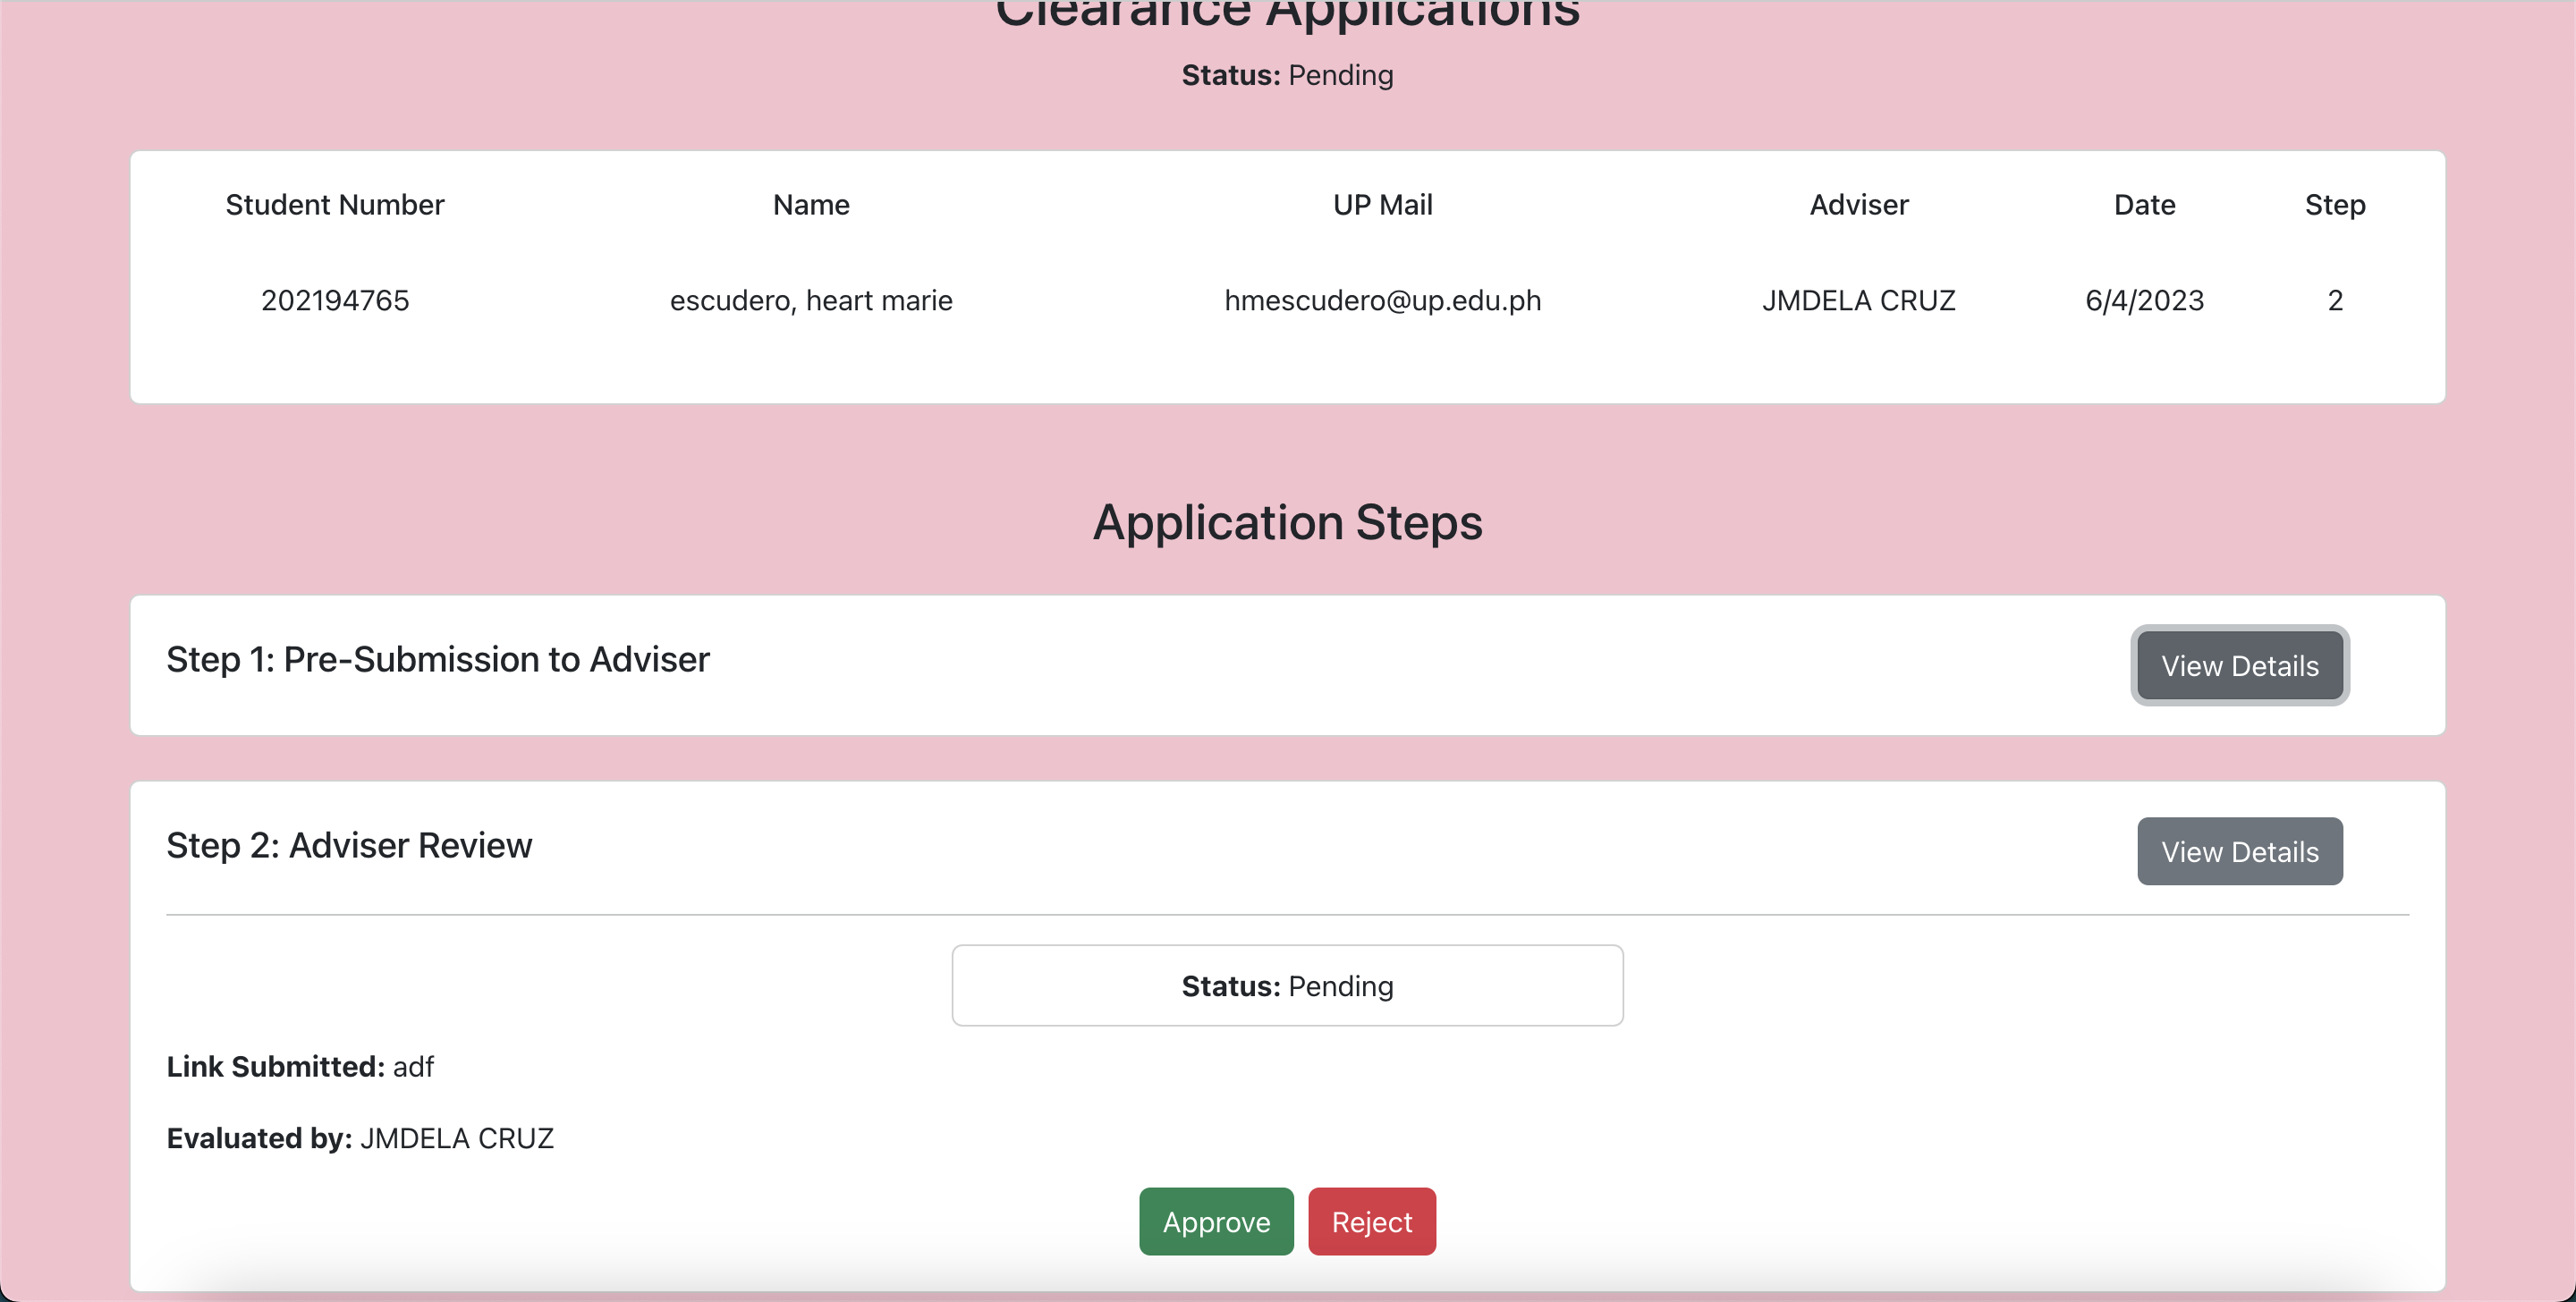 Clearance Applications
Status: Pending
Student Number Name UP Mail Adviser Date Step
202194765 escudero, heart marie hmescudero@up.edu.ph JMDELA CRUZ 6/4/2023 2
Application Steps
Step 1: Pre-Submission to Adviser View Details
Step 2: Adviser Review View Details
Status: Pending
Link Submitted: adf
Evaluated by: JMDELA CRUZ
Approve Reject